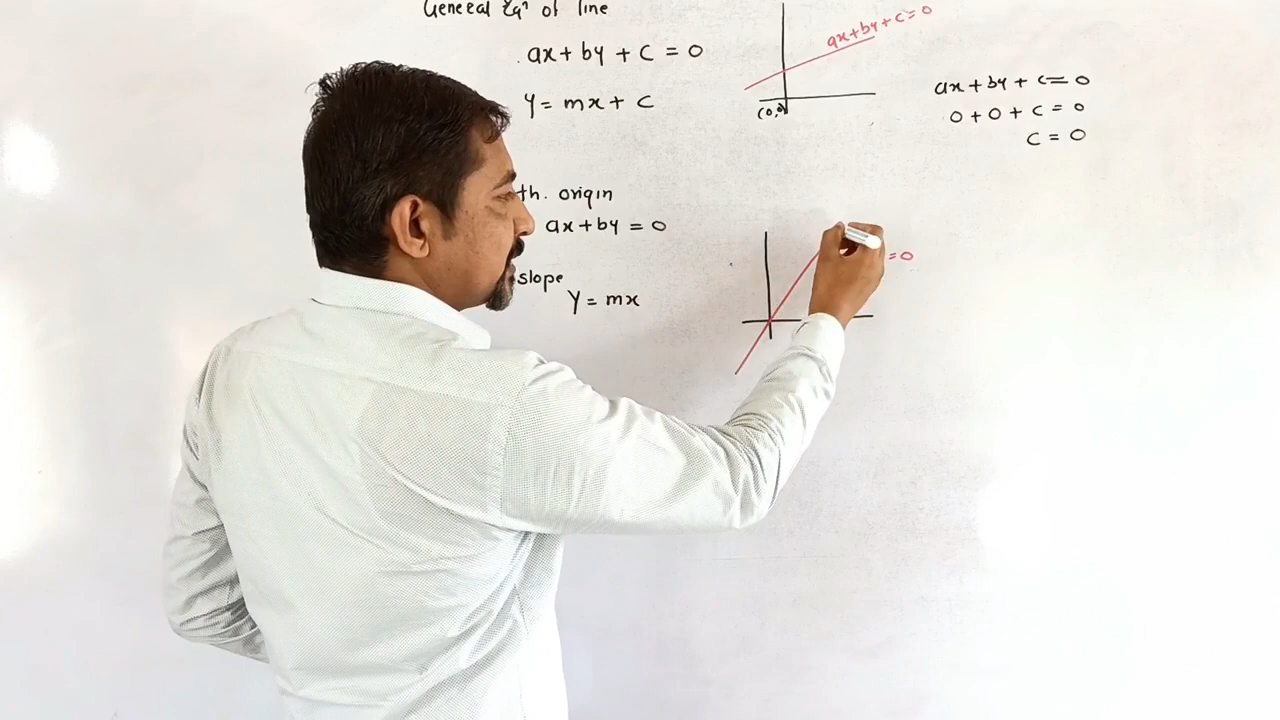 General Eqⁿ of line
ax + by + c = 0
y = mx + c
th. origin
ax + by = 0
slope
y = mx
ax+by+c=0
(0,0)
ax + by + c = 0
0 + 0 + c = 0
c = 0
= 0